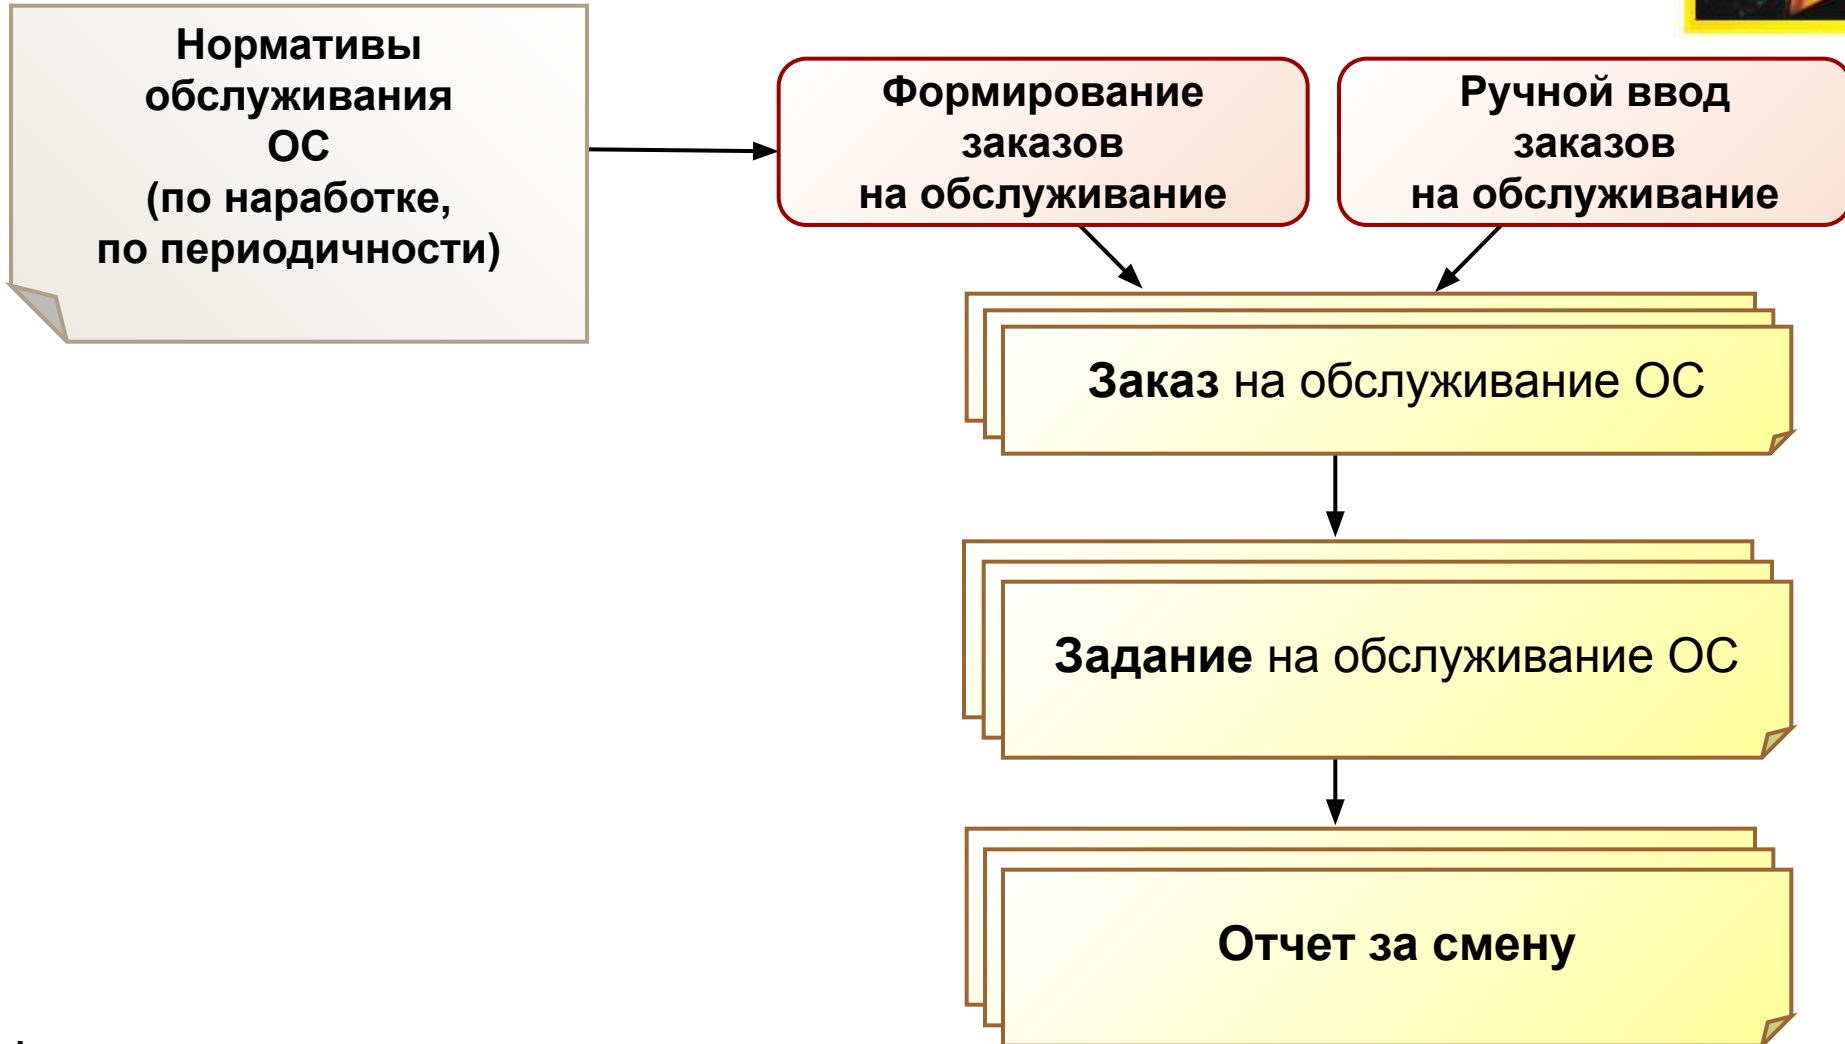 Нормативы
обслуживания
ОС
(по наработке,
по периодичности)
Формирование
заказов
на обслуживание
Ручной ввод
заказов
на обслуживание
Заказ на обслуживание ОС
Задание на обслуживание ОС
Отчет за смену